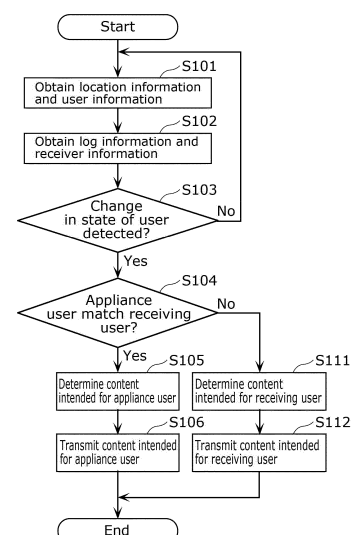 Start
S101
Obtain location information
and user information
S102
Obtain log information and
receiver information
S103
Change
in state of user
detected?
No
Yes
S104
Appliance
user match receiving
user?
No
Yes
S105
Determine content
intended for appliance user
S111
Determine content
intended for receiving user
S106
Transmit content intended
for appliance user
S112
Transmit content intended
for receiving user
End